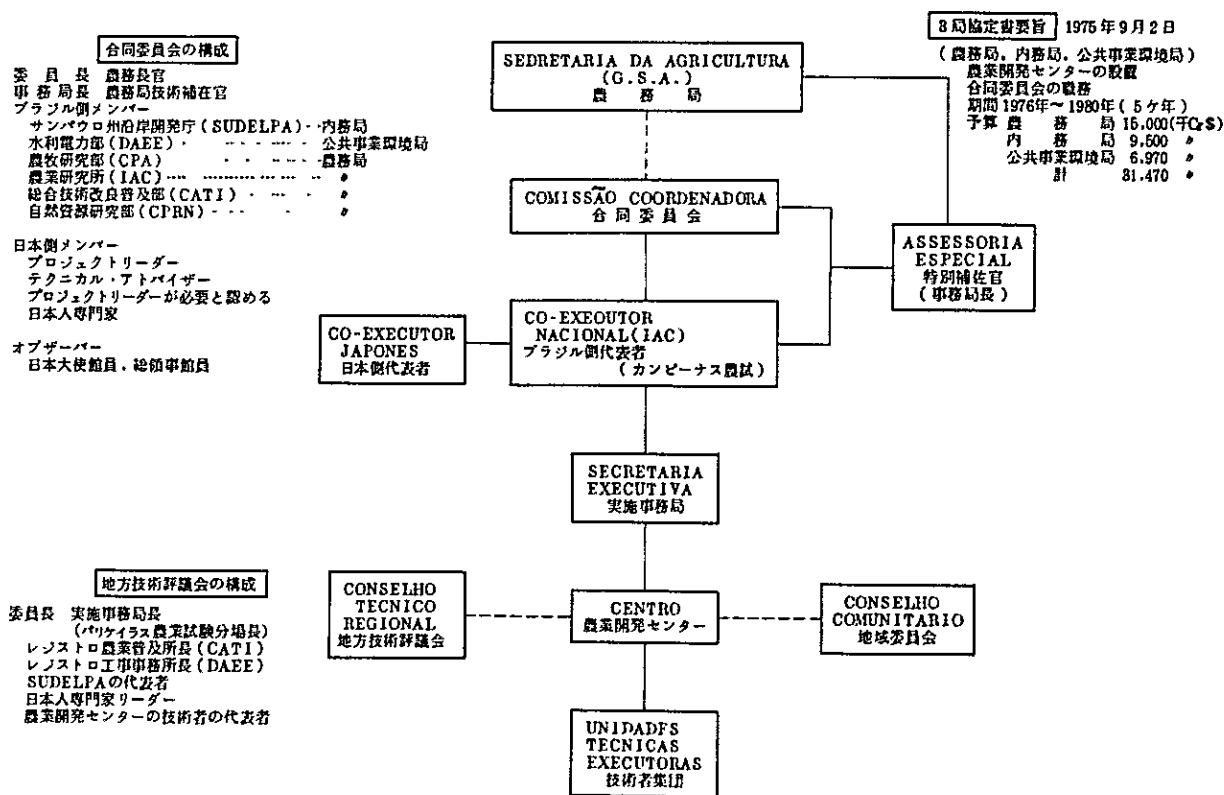 合同委員会の構成
委員長 農務長官
事務局長 農務局技術補在官
ブラジル側メンバー
サンパウロ州沿岸開発庁(SUDELPA)‥内務局
水利電力部(DAEE)・ ‥‥ ‥‥ 公共事業環境局
農牧研究部(CPA) ・ ‥ ‥‥ 農務局
農業研究所(IAC)‥‥ ‥‥‥‥ ‥‥ 〃
総合技術改良普及部(CATI)・ ‥‥ ・ 〃
自然資源研究部(CPRN)‥‥ ・ 〃
日本側メンバー
プロジェクトリーダー
テクニカル・アトバイザー
プロジェクトリーダーが必要と認める
日本人専門家
オブザーバー
日本大使館員，総領事館員
SEDRETARIA DA AGRICULTURA
(G.S.A.)
農務局
3局協定書要旨 1975年9月2日
(農務局，内務局，公共事業環境局)
農業開発センターの設置
合同委員会の職務
期間 1976年～1980年(5ケ年)
予算 農務局 15.000(千Cr$)
内務局 9.500 〃
公共事業環境局 6.970 〃
計 81.470 〃
COMISSÃO COORDENADORA
合同委員会
ASSESSORIA
ESPECIAL
特別補佐官
(事務局長)
CO-EXECUTOR
JAPONES
日本側代表者
CO-EXEOUTOR
NACIONAL(IAC)
ブラジル側代表者
(カンピーナス農試)
SECRETARIA
EXECUTIVA
実施事務局
地方技術評議会の構成
委員長 実施事務局長
(パリケイラス農業試験分場長)
レジストロ農業普及所長(CATI)
レジストロ工事事務所長(DAEE)
SUDELPAの代表者
日本人専門家リーダー
農業開発センターの技術者の代表者
CONSELHO
TECNICO
REGIONAL
地方技術評議会
CENTRO
農業開発センター
CONSELHO
COMUNITARIO
地域委員会
UNIDADFS
TECNICAS
EXECUTORAS
技術者集団